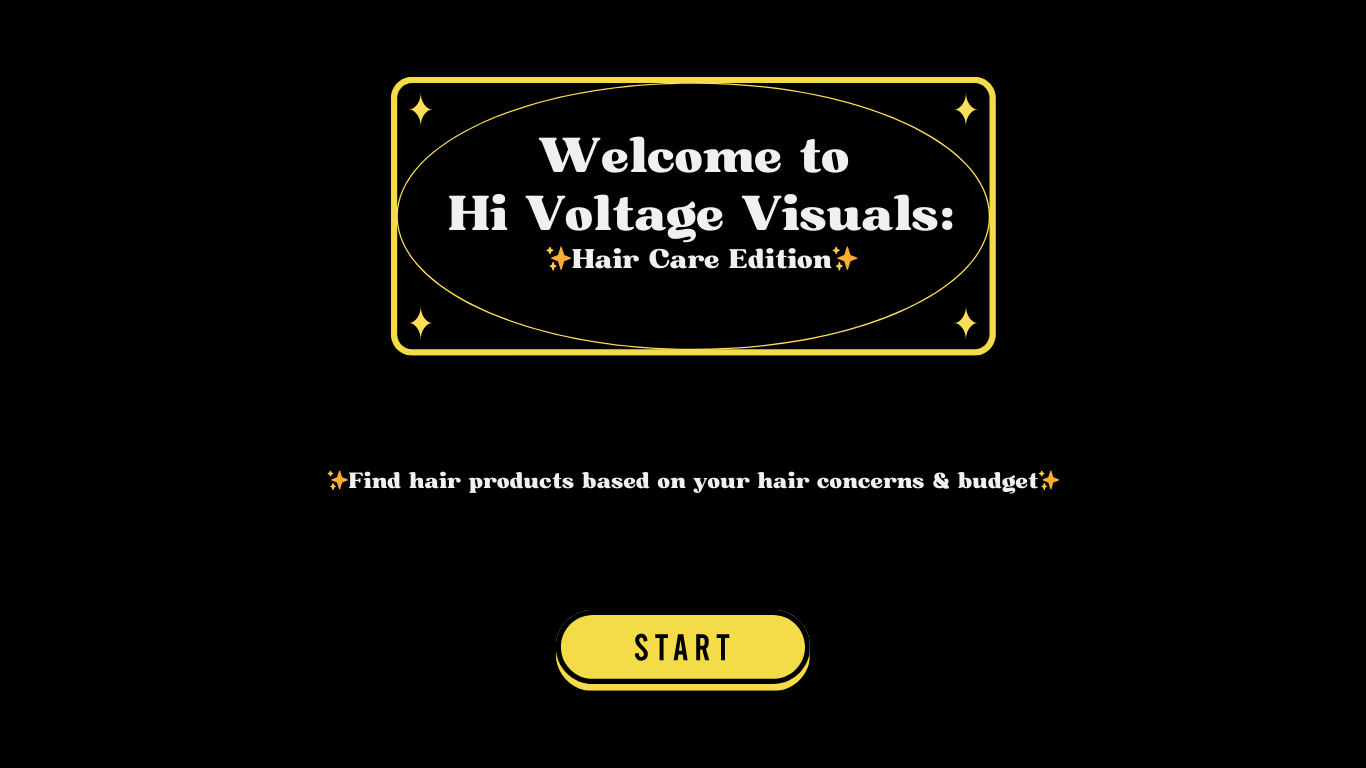 Welcome to
Hi Voltage Visuals:
✨Hair Care Edition✨
✨Find hair products based on your hair concerns & budget✨
START